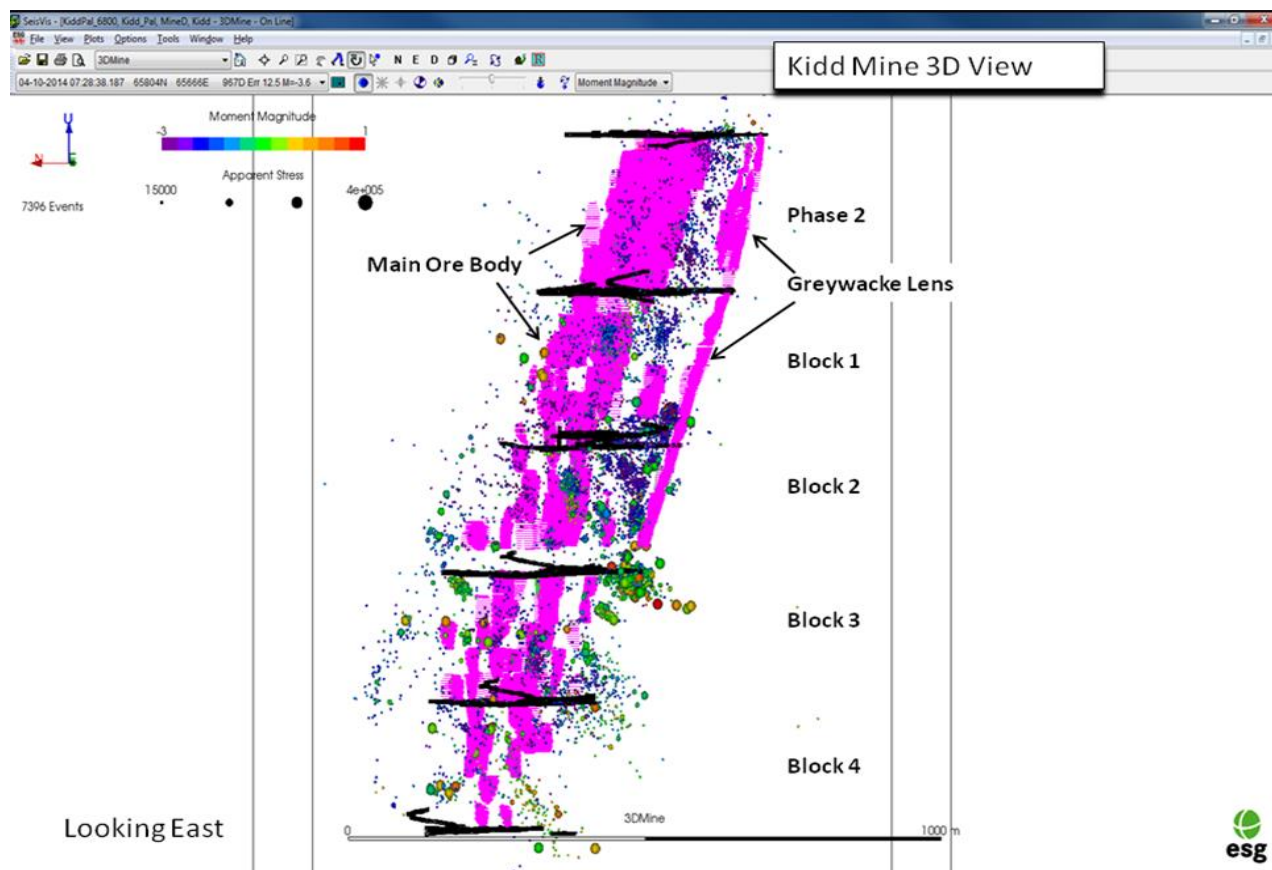 SeisVis - [KiddPal_6800, Kidd_Pal, MineD, Kidd - 3DMine - On Line]
File View Plots Options Tools Window Help
3DMine
N E D
04-10-2014 07:28:38.187 65804N 65666E 967D Err 12.5 M=-3.6
Moment Magnitude
Kidd Mine 3D View
U
N
E
Moment Magnitude
-3
1
Apparent Stress
15000
4e+005
7396 Events
Phase 2
Main Ore Body
Greywacke Lens
Block 1
Block 2
Block 3
Block 4
Looking East
3DMine
0
1000 m
esg